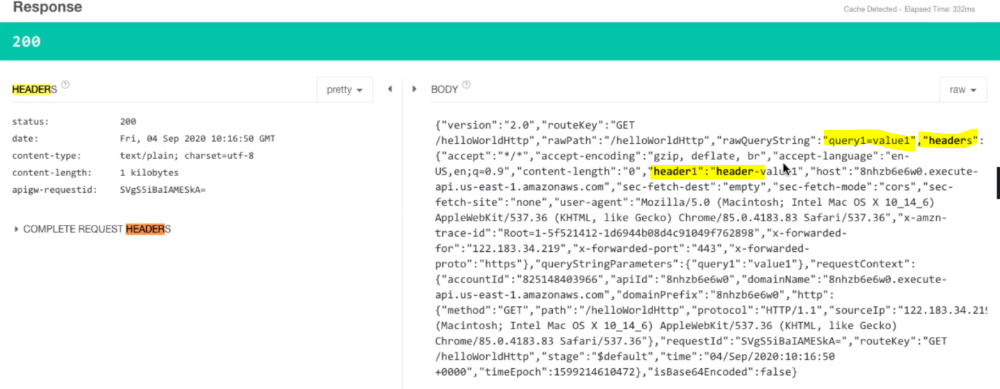 Response
Cache Detected - Elapsed Time: 332ms
200
HEADERS
pretty
status: 200
date: Fri, 04 Sep 2020 10:16:50 GMT
content-type: text/plain; charset=utf-8
content-length: 1 kilobytes
apigw-requestid: SVgS5iBaIAMESkA=
COMPLETE REQUEST HEADERS
BODY
raw
{"version":"2.0","routeKey":"GET
/helloWorldHttp","rawPath":"/helloWorldHttp","rawQueryString":"query1=value1","headers":
{"accept":"*/*","accept-encoding":"gzip, deflate, br","accept-language":"en-
US,en;q=0.9","content-length":"0","header1":"header-value1","host":"8nhzb6e6w0.execute-
api.us-east-1.amazonaws.com","sec-fetch-dest":"empty","sec-fetch-mode":"cors","sec-
fetch-site":"none","user-agent":"Mozilla/5.0 (Macintosh; Intel Mac OS X 10_14_6)
AppleWebKit/537.36 (KHTML, like Gecko) Chrome/85.0.4183.83 Safari/537.36","x-amzn-
trace-id":"Root=1-5f521412-1d6944b08d4c91049f762898","x-forwarded-
for":"122.183.34.219","x-forwarded-port":"443","x-forwarded-
proto":"https"},"queryStringParameters":{"query1":"value1"},"requestContext":
{"accountId":"825148403966","apiId":"8nhzb6e6w0","domainName":"8nhzb6e6w0.execute-
api.us-east-1.amazonaws.com","domainPrefix":"8nhzb6e6w0","http":
{"method":"GET","path":"/helloWorldHttp","protocol":"HTTP/1.1","sourceIp":"122.183.34.219
(Macintosh; Intel Mac OS X 10_14_6) AppleWebKit/537.36 (KHTML, like Gecko)
Chrome/85.0.4183.83 Safari/537.36"},"requestId":"SVgS5iBaIAMESkA=","routeKey":"GET
/helloWorldHttp","stage":"$default","time":"04/Sep/2020:10:16:50
+0000","timeEpoch":1599214610472},"isBase64Encoded":false}